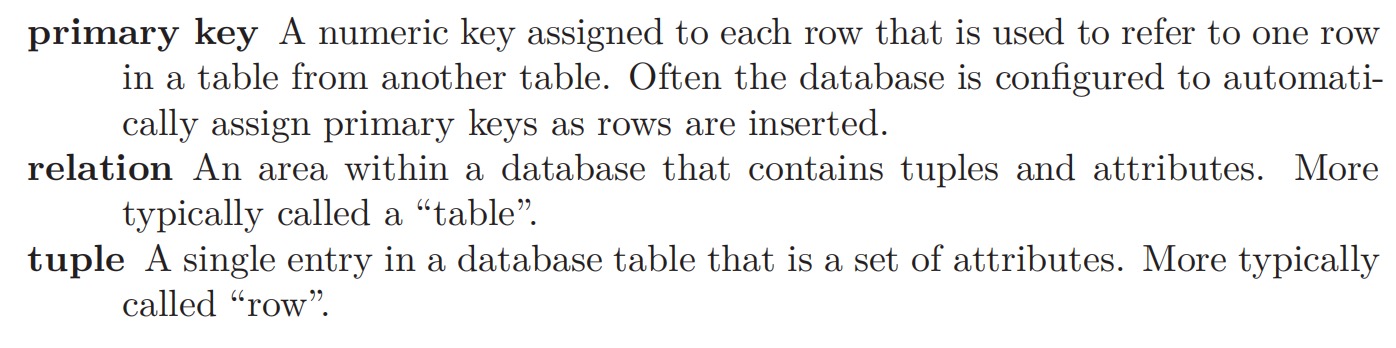 primary key A numeric key assigned to each row that is used to refer to one row
in a table from another table. Often the database is configured to automati-
cally assign primary keys as rows are inserted.
relation An area within a database that contains tuples and attributes. More
typically called a “table”.
tuple A single entry in a database table that is a set of attributes. More typically
called “row”.